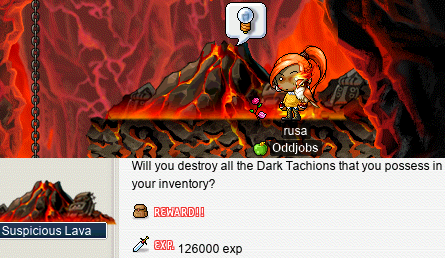 rusa
Oddjobs
Will you destroy all the Dark Tachions that you possess in
your inventory?
Suspicious Lava
REWARD!!
EXP. 126000 exp